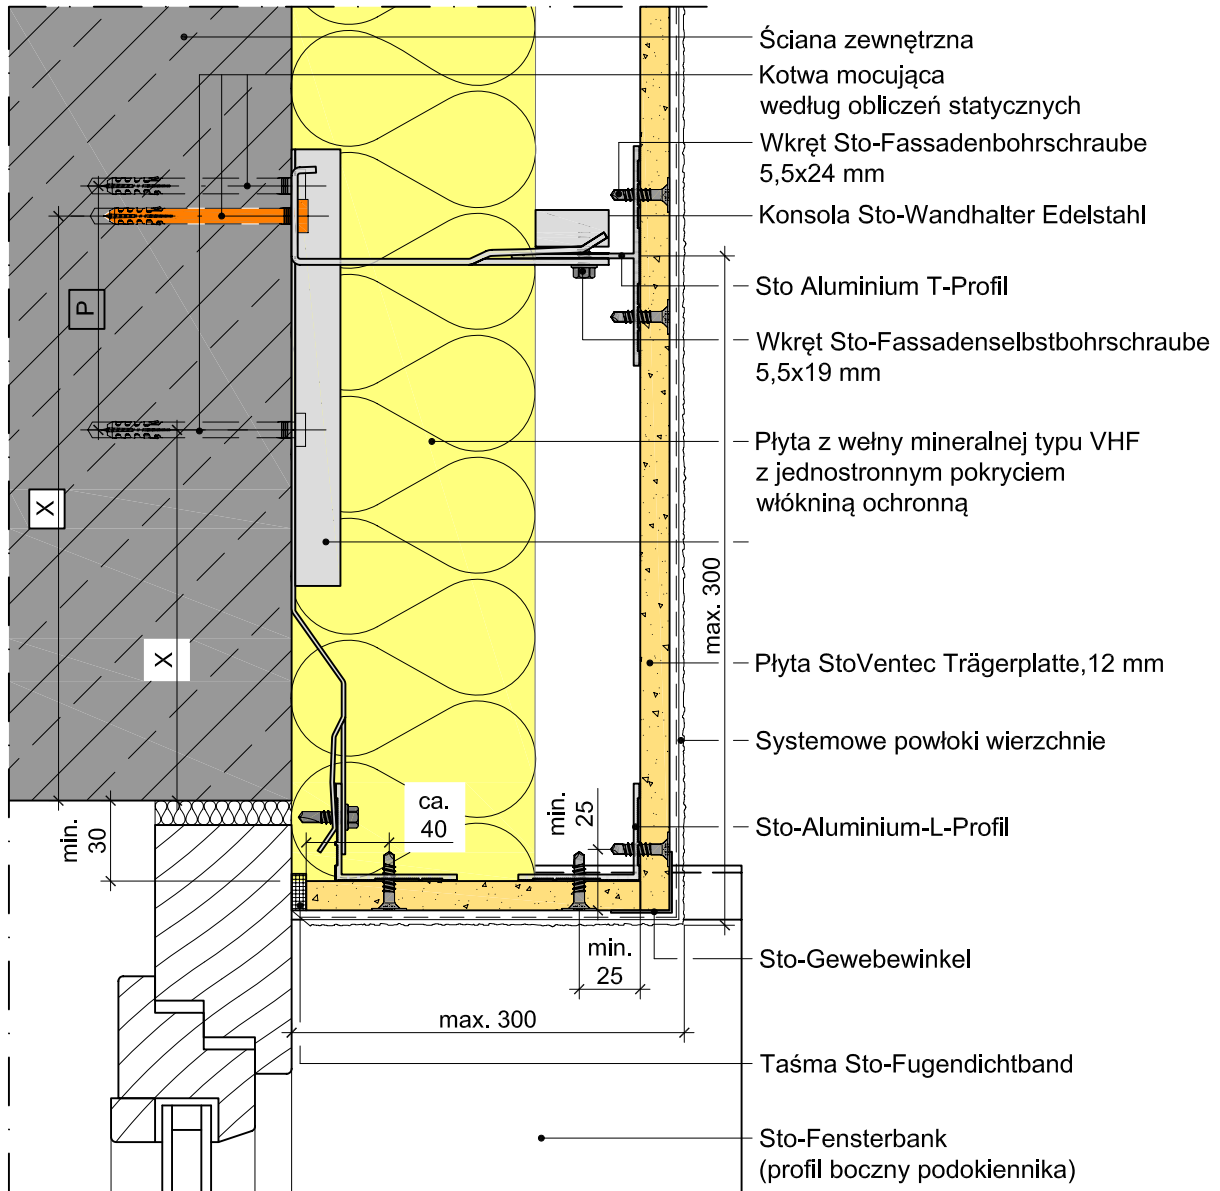 Ściana zewnętrzna
Kotwa mocująca
według obliczeń statycznych
Wkręt Sto-Fassadenbohrschraube
5,5x24 mm
Konsola Sto-Wandhalter Edelstahl
Sto Aluminium T-Profil
Wkręt Sto-Fassadenselbstbohrschraube
5,5x19 mm
Płyta z wełny mineralnej typu VHF
z jednostronnym pokryciem
włókniną ochronną
Płyta StoVentec Trägerplatte,12 mm
Systemowe powłoki wierzchnie
Sto-Aluminium-L-Profil
Sto-Gewebewinkel
Taśma Sto-Fugendichtband
Sto-Fensterbank
(profil boczny podokiennika)
P
X
X
min.
30
ca.
40
min.
25
max. 300
min.
25
max. 300